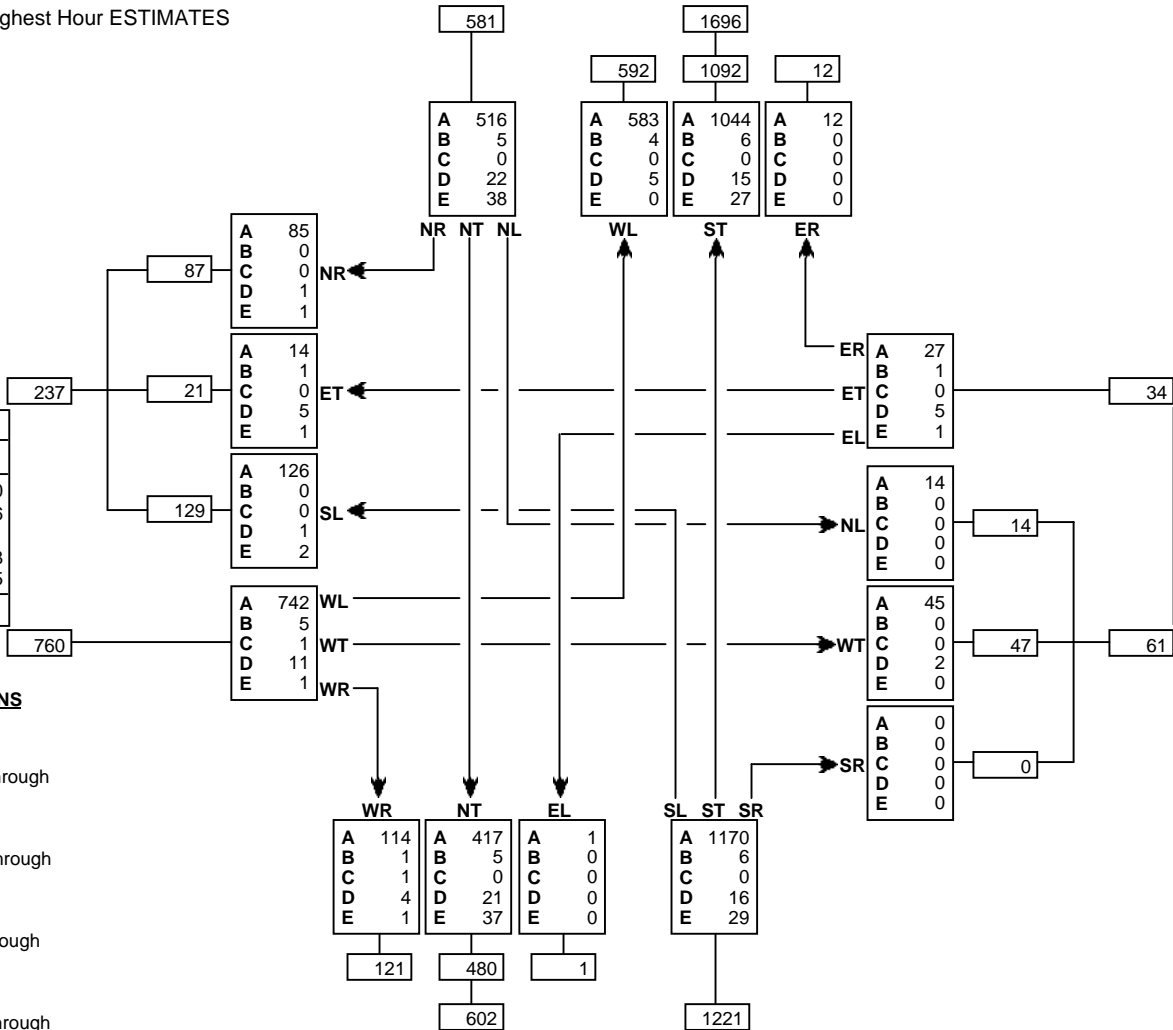 ghest Hour ESTIMATES
581
1696
592
1092
12
A 516
B 5
C 0
D 22
E 38
A 583
B 4
C 0
D 5
E 0
A 1044
B 6
C 0
D 15
E 27
A 12
B 0
C 0
D 0
E 0
NR NT NL
WL
ST
ER
87
A 85
B 0
C 0
D 1
E 1
NR
237
21
A 14
B 1
C 0
D 5
E 1
ET
129
A 126
B 0
C 0
D 1
E 2
SL
760
A 742
B 5
C 1
D 11
E 1
WL
WT
WR
ER
ET
EL
A 27
B 1
C 0
D 5
E 1
34
NL
A 14
B 0
C 0
D 0
E 0
14
WT
A 45
B 0
C 0
D 2
E 0
47
61
SR
A 0
B 0
C 0
D 0
E 0
0
NS
rough
hrough
ough
hrough
WR
NT
EL
SL ST SR
A 114
B 1
C 1
D 4
E 1
A 417
B 5
C 0
D 21
E 37
A 1
B 0
C 0
D 0
E 0
A 1170
B 6
C 0
D 16
E 29
121
480
1
602
1221